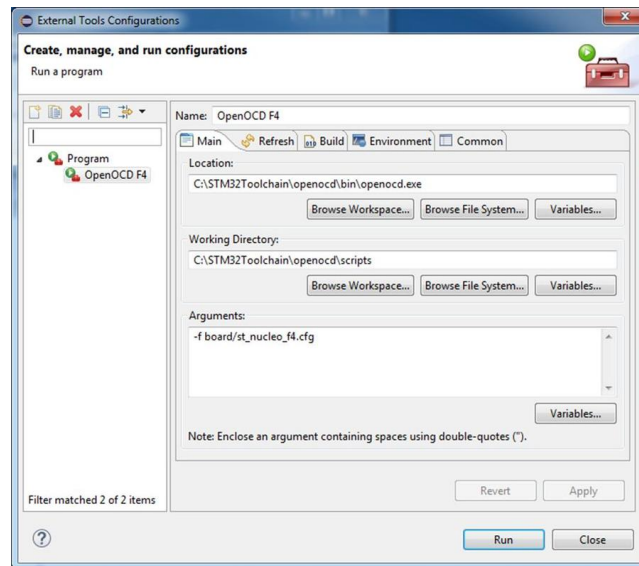 External Tools Configurations
Create, manage, and run configurations
Run a program
Program
OpenOCD F4
Filter matched 2 of 2 items
Name: OpenOCD F4
Main Refresh Build Environment Common
Location:
C:\STM32Toolchain\openocd\bin\openocd.exe
Browse Workspace... Browse File System... Variables...
Working Directory:
C:\STM32Toolchain\openocd\scripts
Browse Workspace... Browse File System... Variables...
Arguments:
-f board/st_nucleo_f4.cfg
Variables...
Note: Enclose an argument containing spaces using double-quotes (").
Revert Apply
Run Close